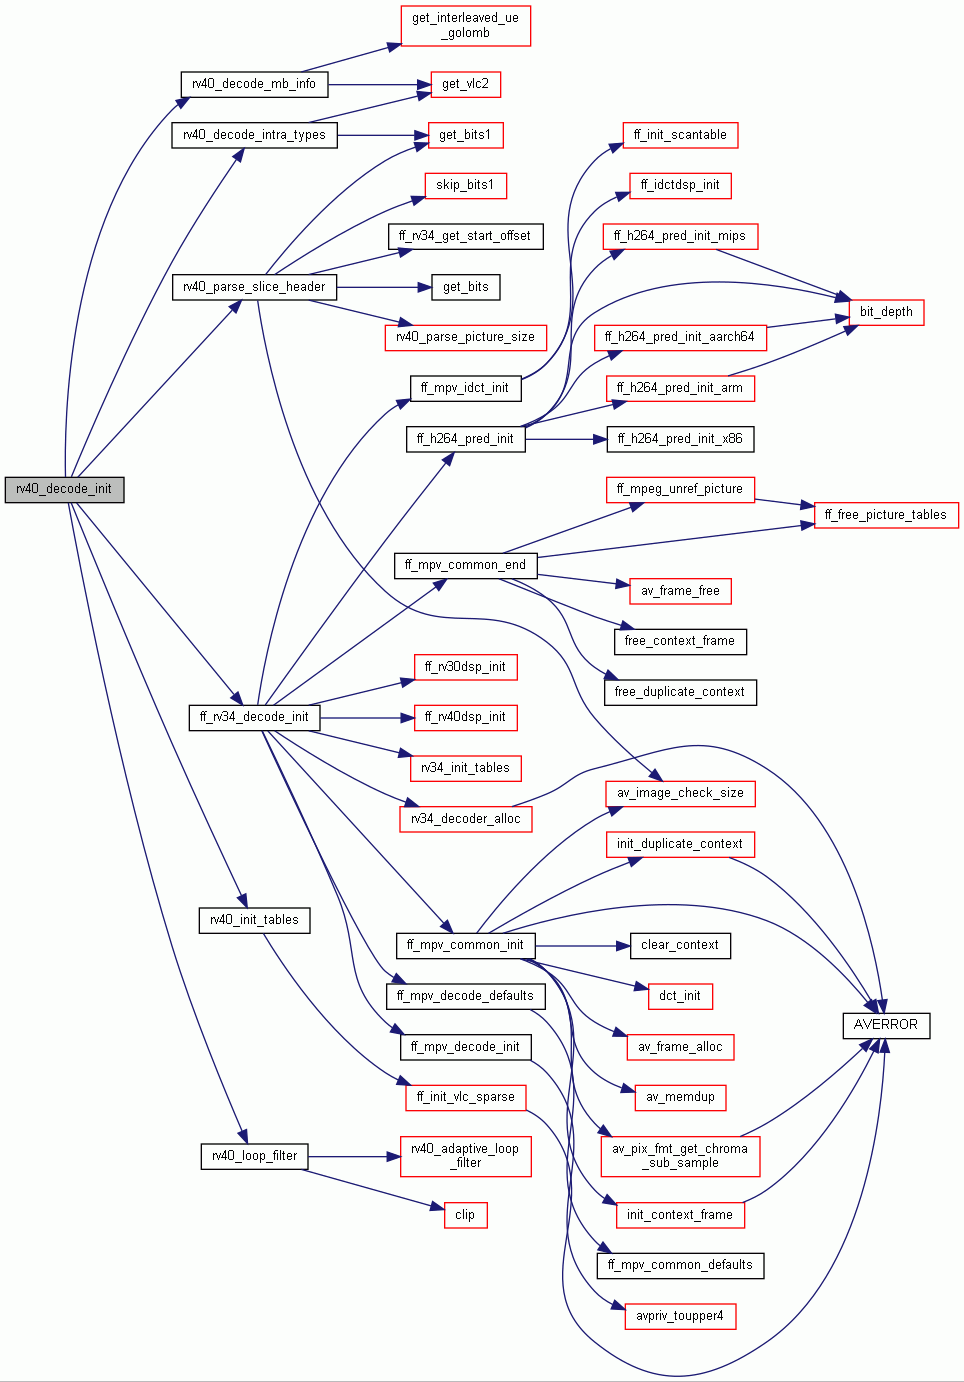 get_interleaved_ue
_golomb
rv40_decode_mb_info
get_vlc2
rv40_decode_intra_types
get_bits1
ff_init_scantable
skip_bits1
ff_idctdsp_init
ff_rv34_get_start_offset
ff_h264_pred_init_mips
rv40_parse_slice_header
get_bits
bit_depth
rv40_parse_picture_size
ff_h264_pred_init_aarch64
ff_mpv_idct_init
ff_h264_pred_init_arm
ff_h264_pred_init
ff_h264_pred_init_x86
rv40_decode_init
ff_mpeg_unref_picture
ff_free_picture_tables
ff_mpv_common_end
av_frame_free
free_context_frame
ff_rv30dsp_init
free_duplicate_context
ff_rv34_decode_init
ff_rv40dsp_init
rv34_init_tables
av_image_check_size
rv34_decoder_alloc
init_duplicate_context
rv40_init_tables
ff_mpv_common_init
clear_context
ff_mpv_decode_defaults
dct_init
AVERROR
ff_mpv_decode_init
av_frame_alloc
ff_init_vlc_sparse
av_memdup
rv40_loop_filter
rv40_adaptive_loop
_filter
av_pix_fmt_get_chroma
_sub_sample
clip
init_context_frame
ff_mpv_common_defaults
avpriv_toupper4